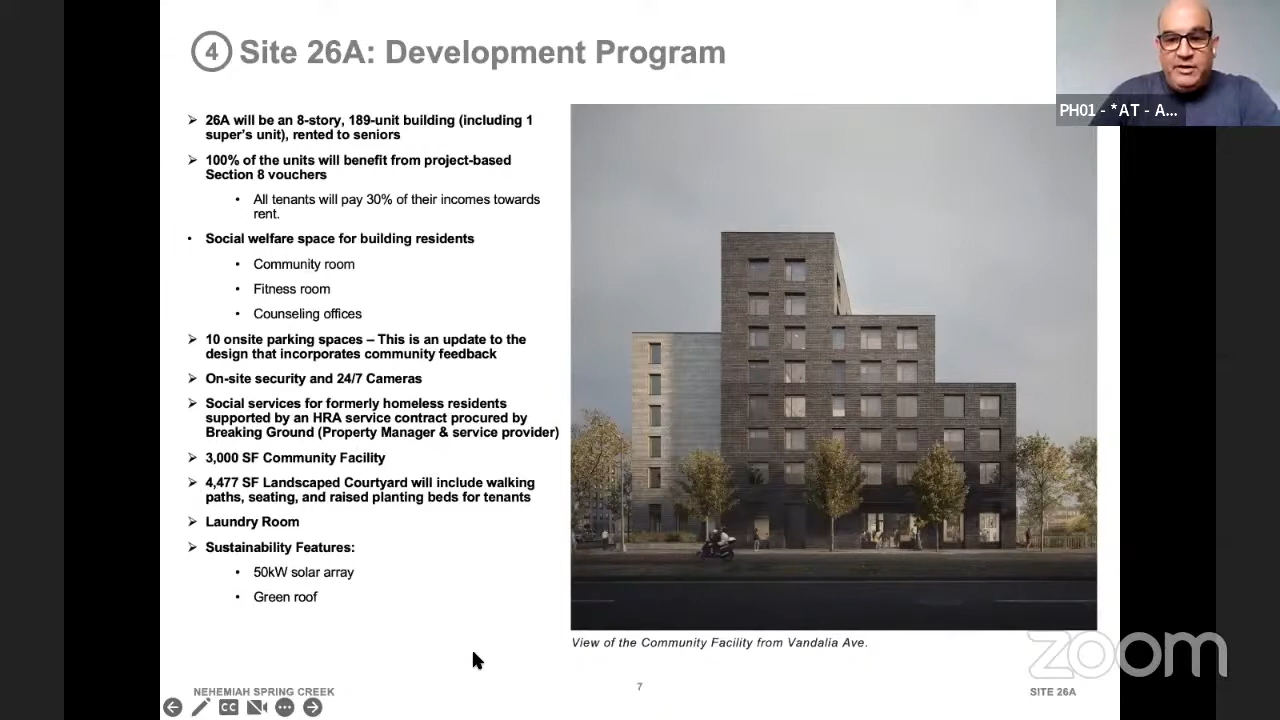 4 Site 26A: Development Program
PH01 - *AT - A...
➢ 26A will be an 8-story, 189-unit building (including 1
super's unit), rented to seniors
➢ 100% of the units will benefit from project-based
Section 8 vouchers
• All tenants will pay 30% of their incomes towards
rent.
• Social welfare space for building residents
• Community room
• Fitness room
• Counseling offices
➢ 10 onsite parking spaces – This is an update to the
design that incorporates community feedback
➢ On-site security and 24/7 Cameras
➢ Social services for formerly homeless residents
supported by an HRA service contract procured by
Breaking Ground (Property Manager & service provider)
➢ 3,000 SF Community Facility
➢ 4,477 SF Landscaped Courtyard will include walking
paths, seating, and raised planting beds for tenants
➢ Laundry Room
➢ Sustainability Features:
• 50kW solar array
• Green roof
View of the Community Facility from Vandalia Ave.
zoom
NEHEMIAH SPRING CREEK
7
SITE 26A
CC